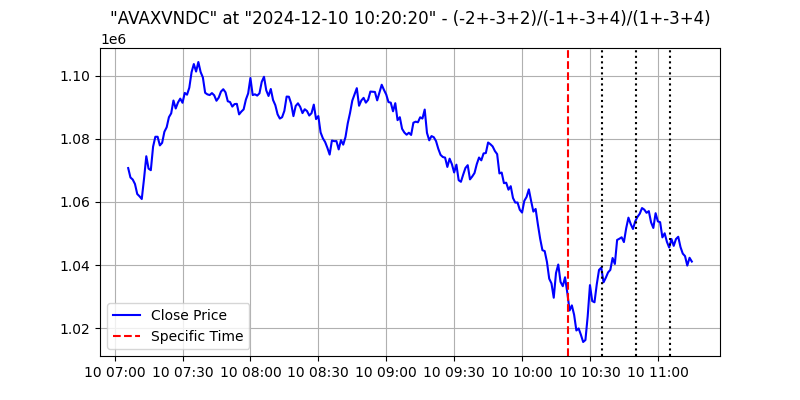 "AVAXVNDC" at "2024-12-10 10:20:20" - (-2+-3+2)/(-1+-3+4)/(1+-3+4)
1e6
1.10
1.08
1.06
1.04
1.02
Close Price
Specific Time
10 07:00 10 07:30 10 08:00 10 08:30 10 09:00 10 09:30 10 10:00 10 10:30 10 11:00